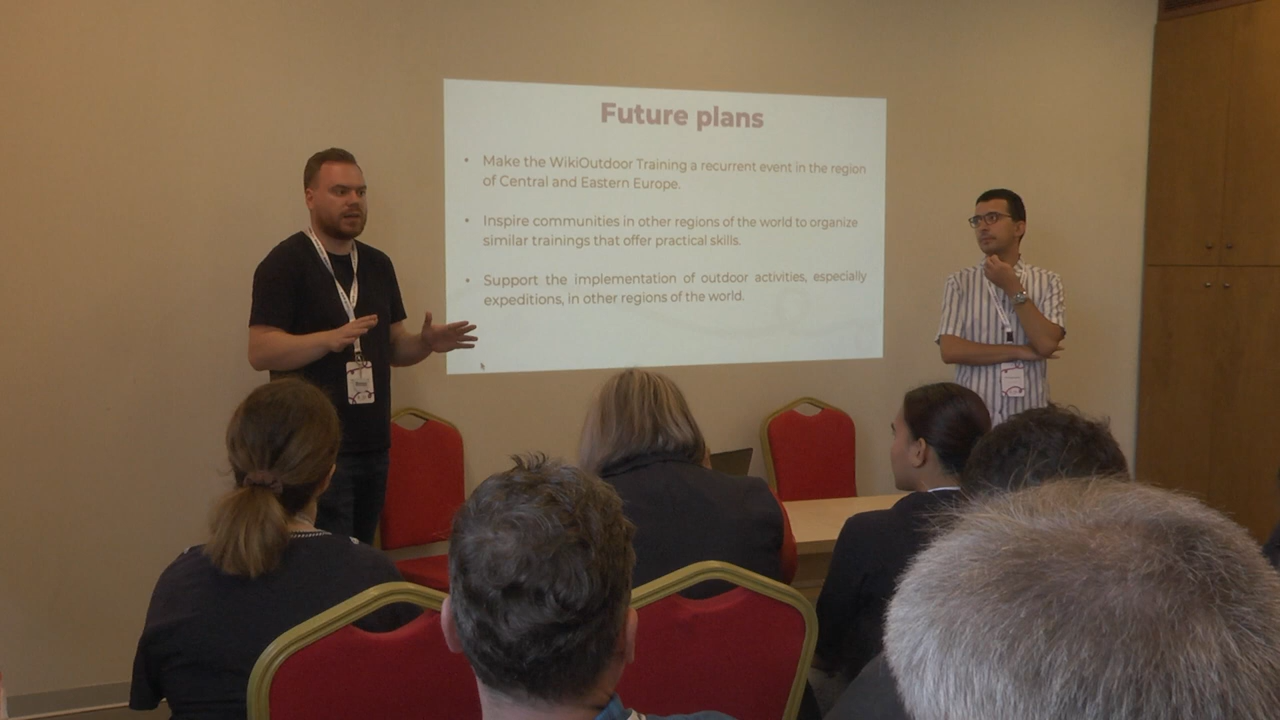 Future plans
• Make the WikiOutdoor Training a recurrent event in the region
of Central and Eastern Europe.
• Inspire communities in other regions of the world to organize
similar trainings that offer practical skills.
• Support the implementation of outdoor activities, especially
expeditions, in other regions of the world.